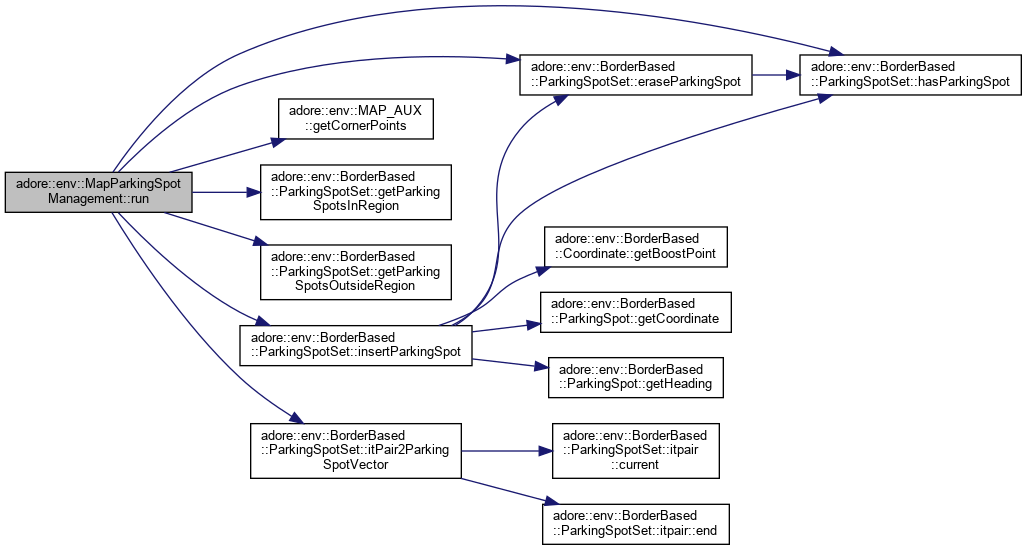 adore::env::MapParkingSpot
Management::run
adore::env::MAP_AUX
::getCornerPoints
adore::env::BorderBased
::ParkingSpotSet::getParking
SpotsInRegion
adore::env::BorderBased
::ParkingSpotSet::getParking
SpotsOutsideRegion
adore::env::BorderBased
::ParkingSpotSet::insertParkingSpot
adore::env::BorderBased
::ParkingSpotSet::itPair2Parking
SpotVector
adore::env::BorderBased
::ParkingSpotSet::eraseParkingSpot
adore::env::BorderBased
::Coordinate::getBoostPoint
adore::env::BorderBased
::ParkingSpot::getCoordinate
adore::env::BorderBased
::ParkingSpot::getHeading
adore::env::BorderBased
::ParkingSpotSet::itpair
::current
adore::env::BorderBased
::ParkingSpotSet::itpair::end
adore::env::BorderBased
::ParkingSpotSet::hasParkingSpot